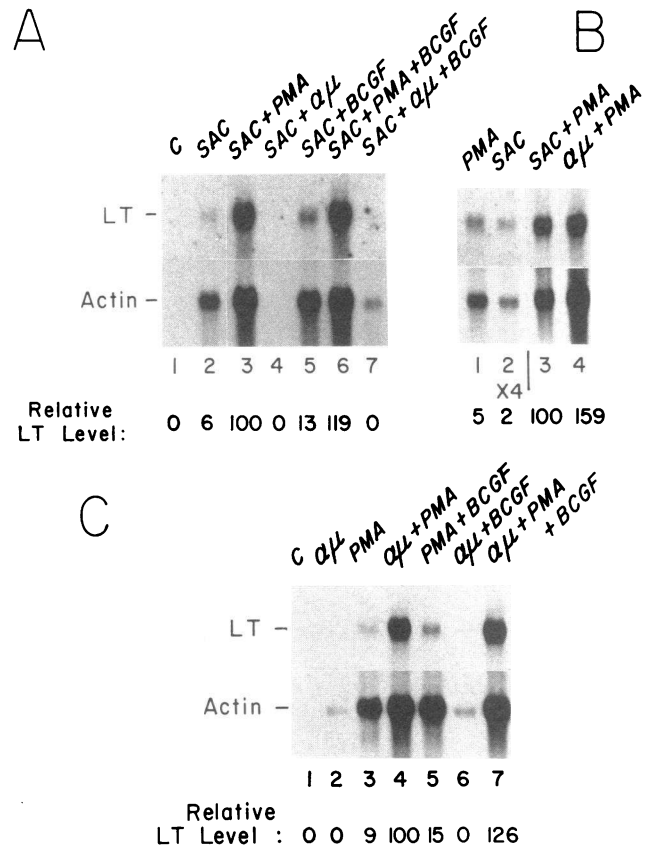 A
C SAC SAC+PMA SAC+αμ SAC+BCGF SAC+PMA+BCGF SAC+αμ+BCGF
LT –
Actin –
1 2 3 4 5 6 7
Relative
LT Level: 0 6 100 0 13 119 0
B
PMA SAC SAC+PMA αμ+PMA
1 2 3 4
X4
5 2 100 159
C
C αμ PMA αμ+PMA PMA+BCGF αμ+BCGF αμ+PMA
+BCGF
LT –
Actin –
1 2 3 4 5 6 7
Relative
LT Level : 0 0 9 100 15 0 126